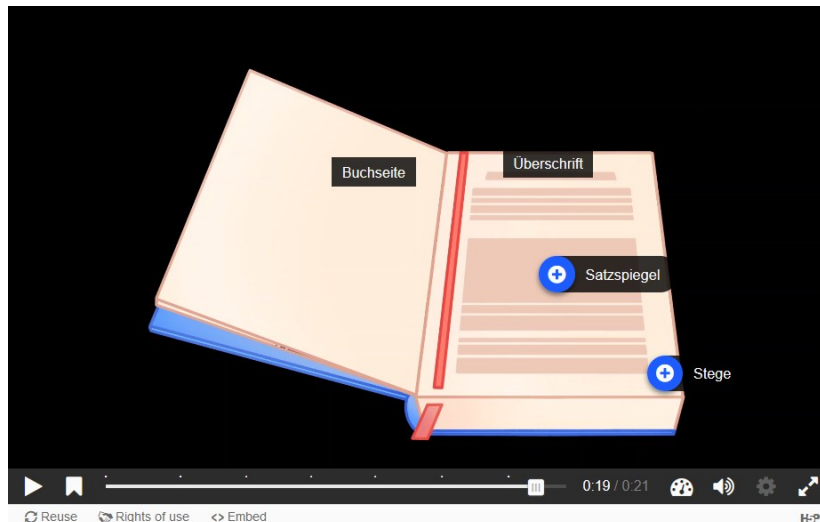 Überschrift
Buchseite
Satzspiegel
Stege
0:19 / 0:21
Reuse Rights of use <> Embed H-P